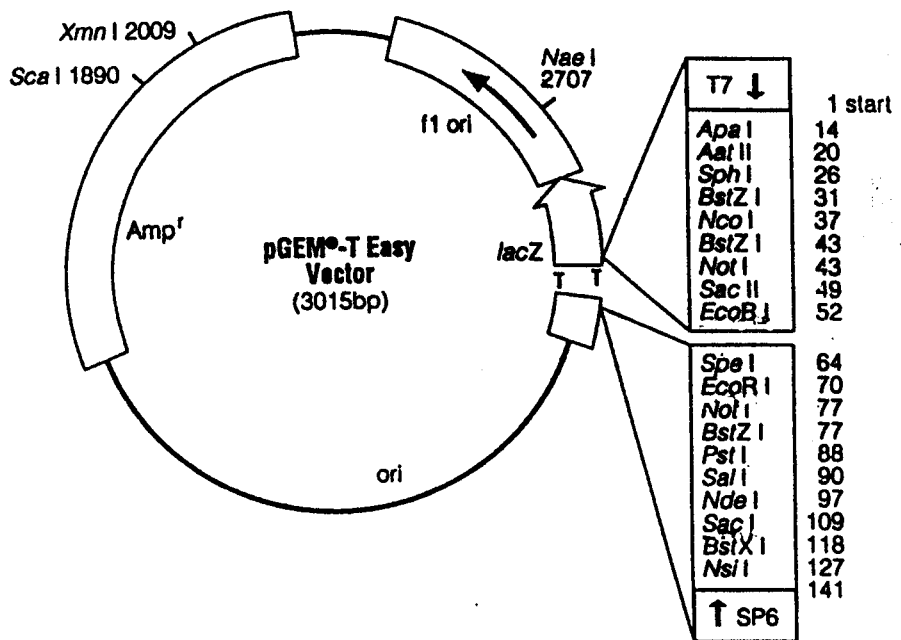 Xmn I 2009
Sca I 1890
Nae I
2707
f1 ori
Ampʳ
pGEM®-T Easy
Vector
(3015bp)
lacZ
T T
ori
T7 ↓
1 start
Apa I 14
Aat II 20
Sph I 26
BstZ I 31
Nco I 37
BstZ I 43
Not I 43
Sac II 49
EcoR I 52
Spe I 64
EcoR I 70
Not I 77
BstZ I 77
Pst I 88
Sal I 90
Nde I 97
Sac I 109
BstX I 118
Nsi I 127
141
↑ SP6